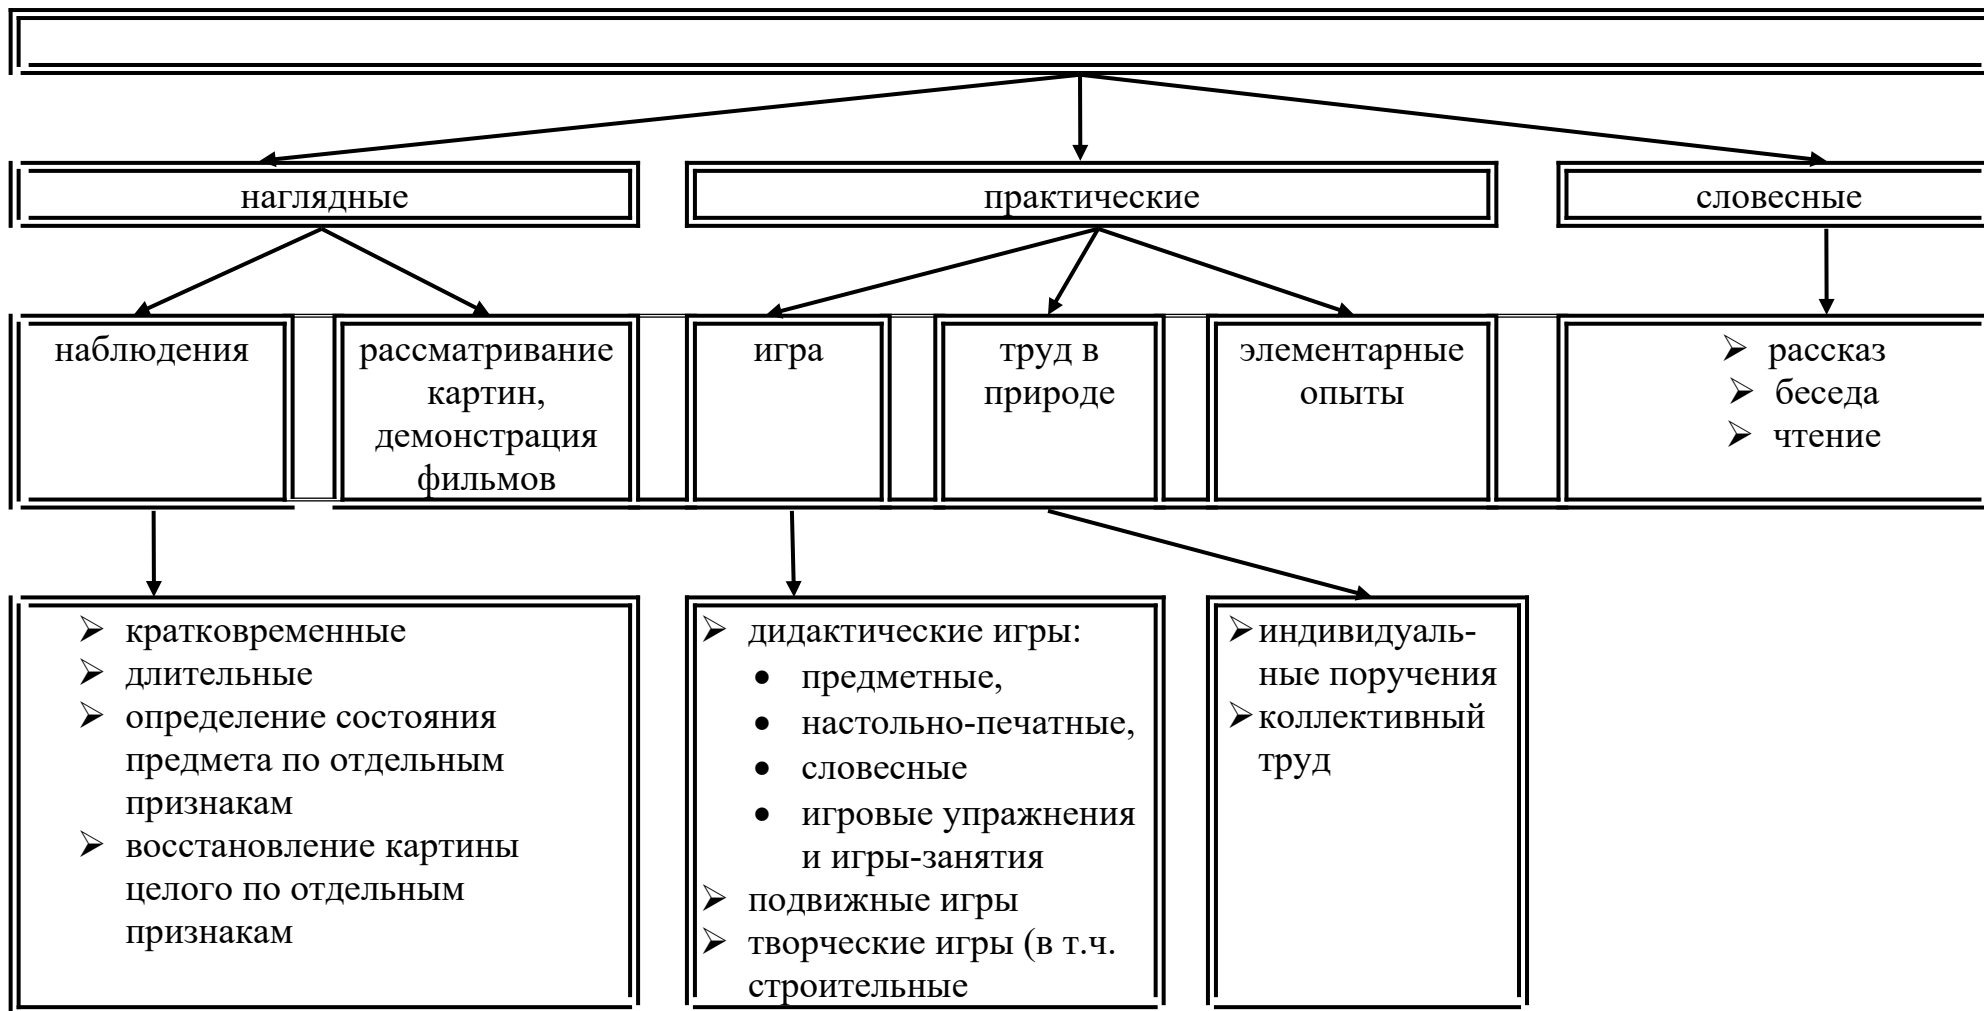 наглядные
практические
словесные
наблюдения
рассматривание
картин,
демонстрация
фильмов
игра
труд в
природе
элементарные
опыты
➢ рассказ
➢ беседа
➢ чтение
➢ кратковременные
➢ длительные
➢ определение состояния
предмета по отдельным
признакам
➢ восстановление картины
целого по отдельным
признакам
➢ дидактические игры:
• предметные,
• настольно-печатные,
• словесные
• игровые упражнения
и игры-занятия
➢ подвижные игры
➢ творческие игры (в т.ч.
строительные
➢ индивидуаль-
ные поручения
➢ коллективный
труд